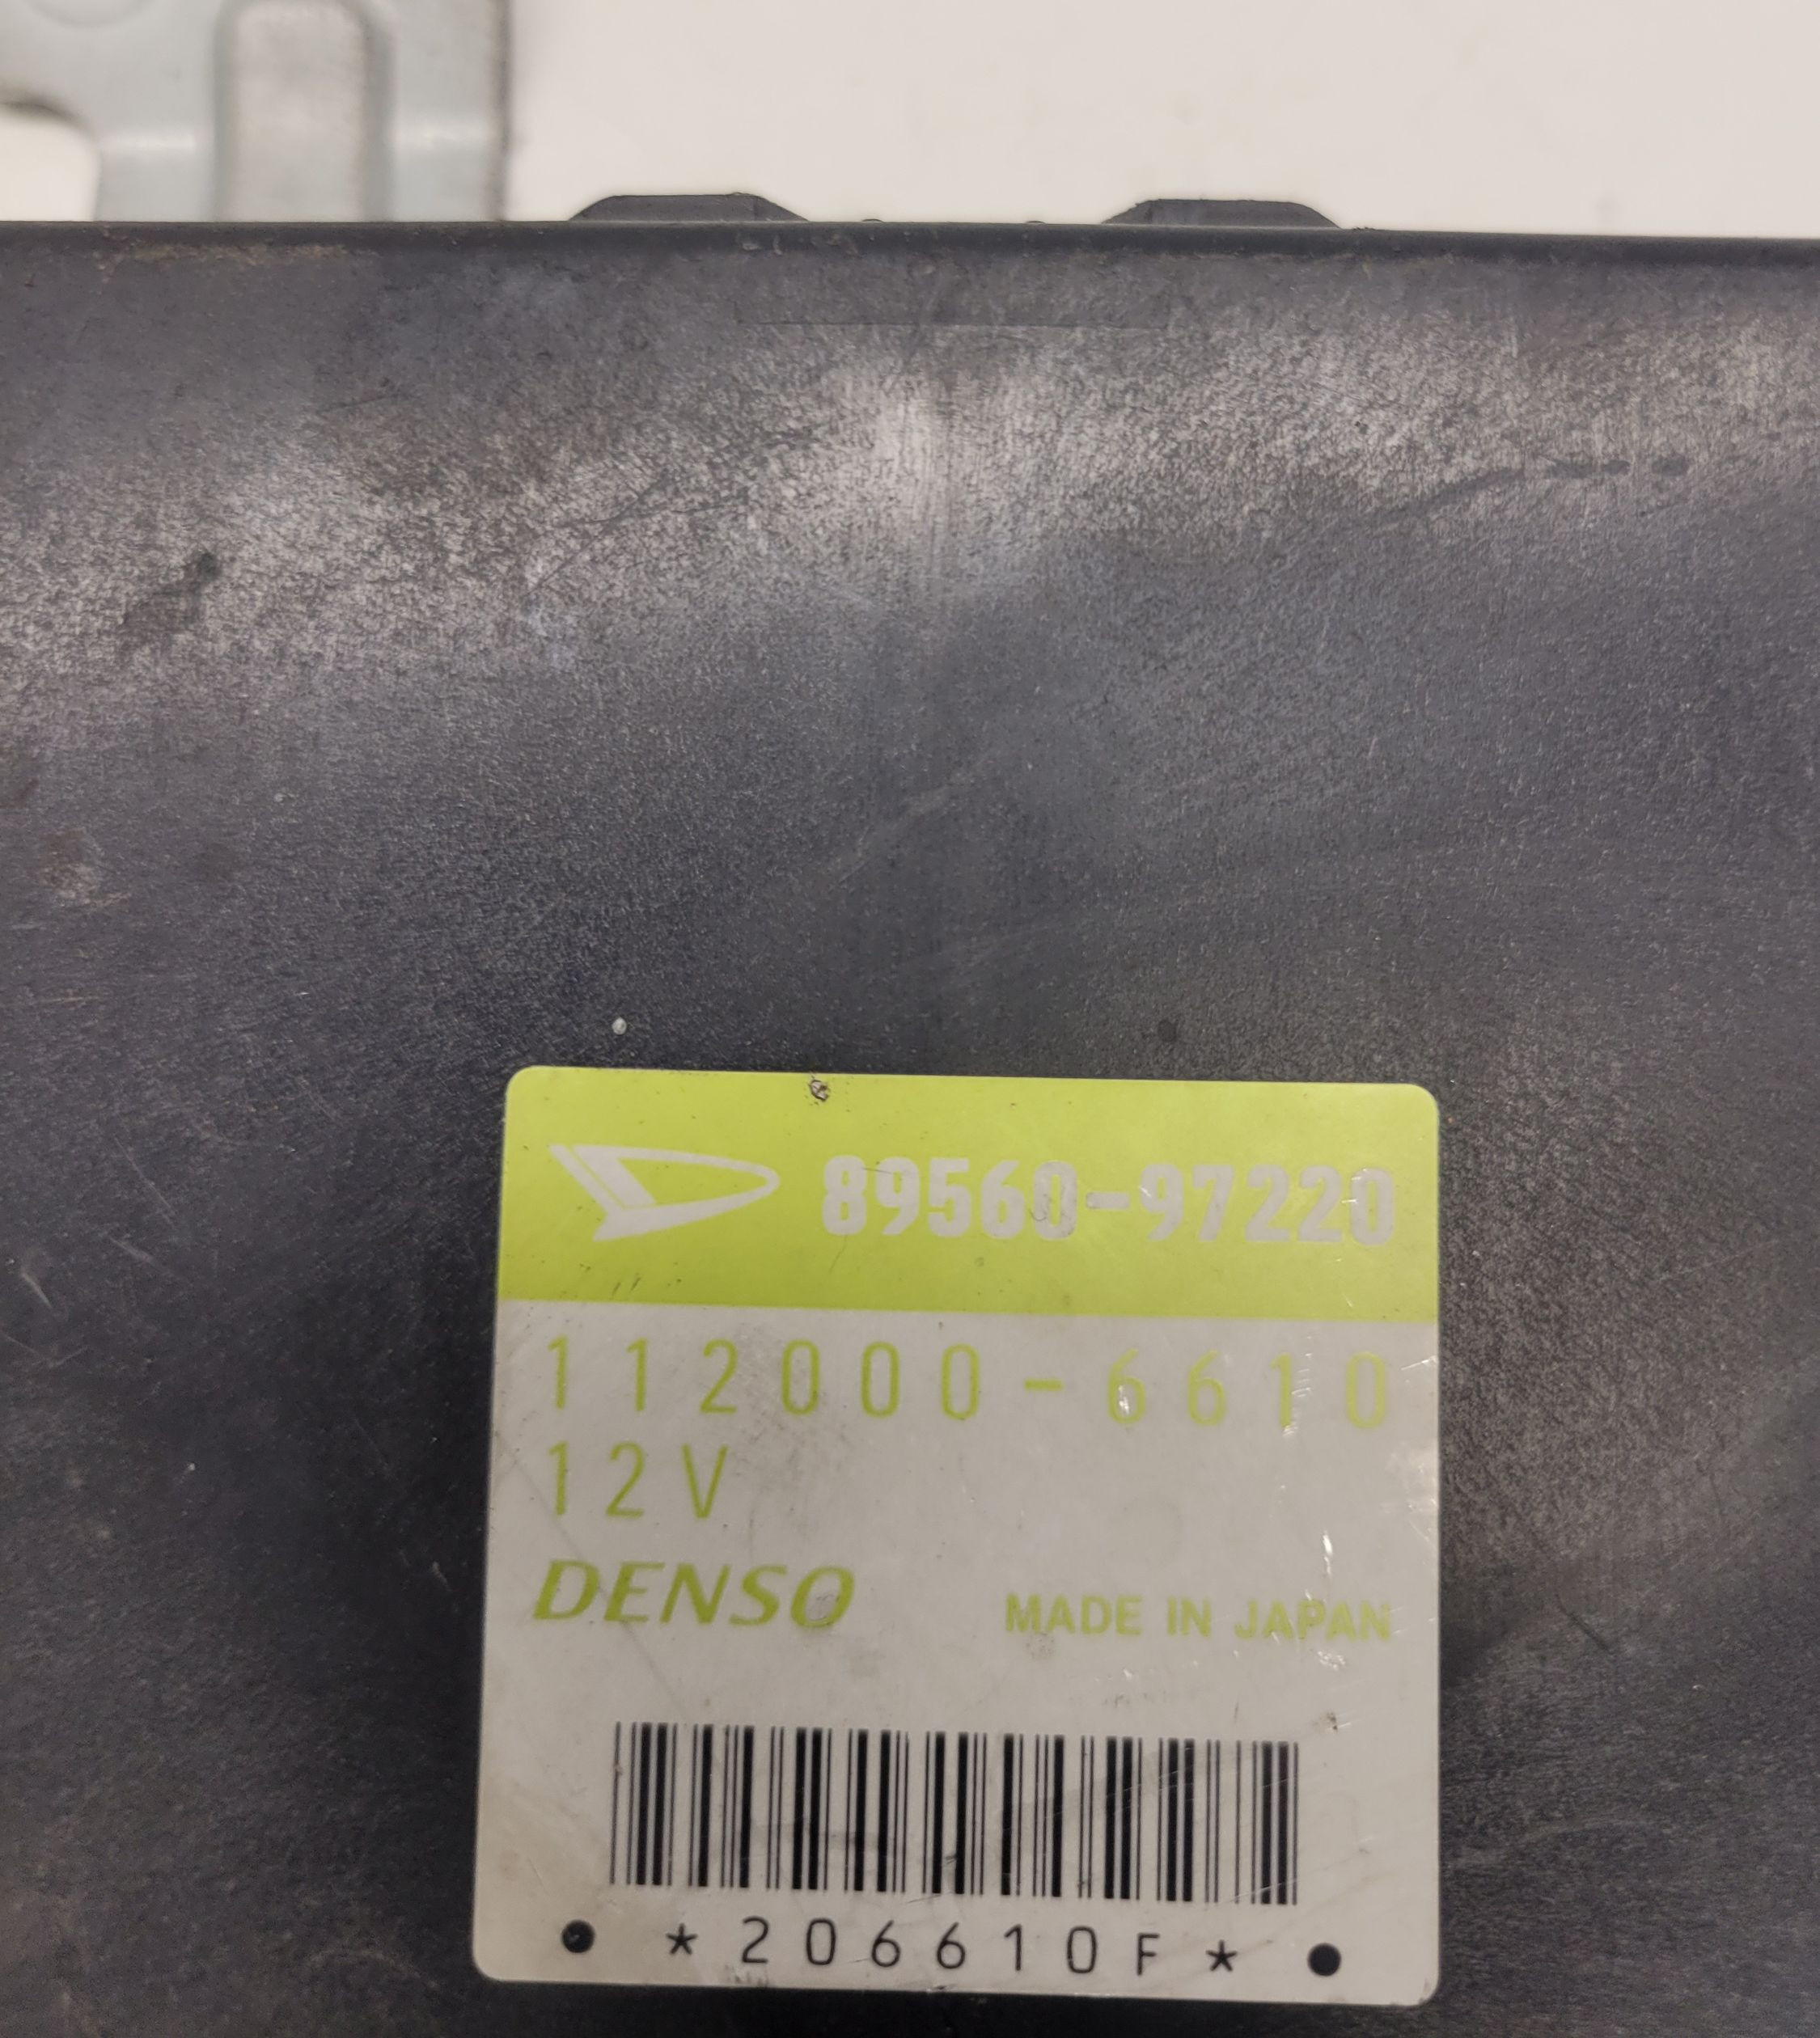 89560-97220
112000-6610
12V
DENSO MADE IN JAPAN
*206610F*